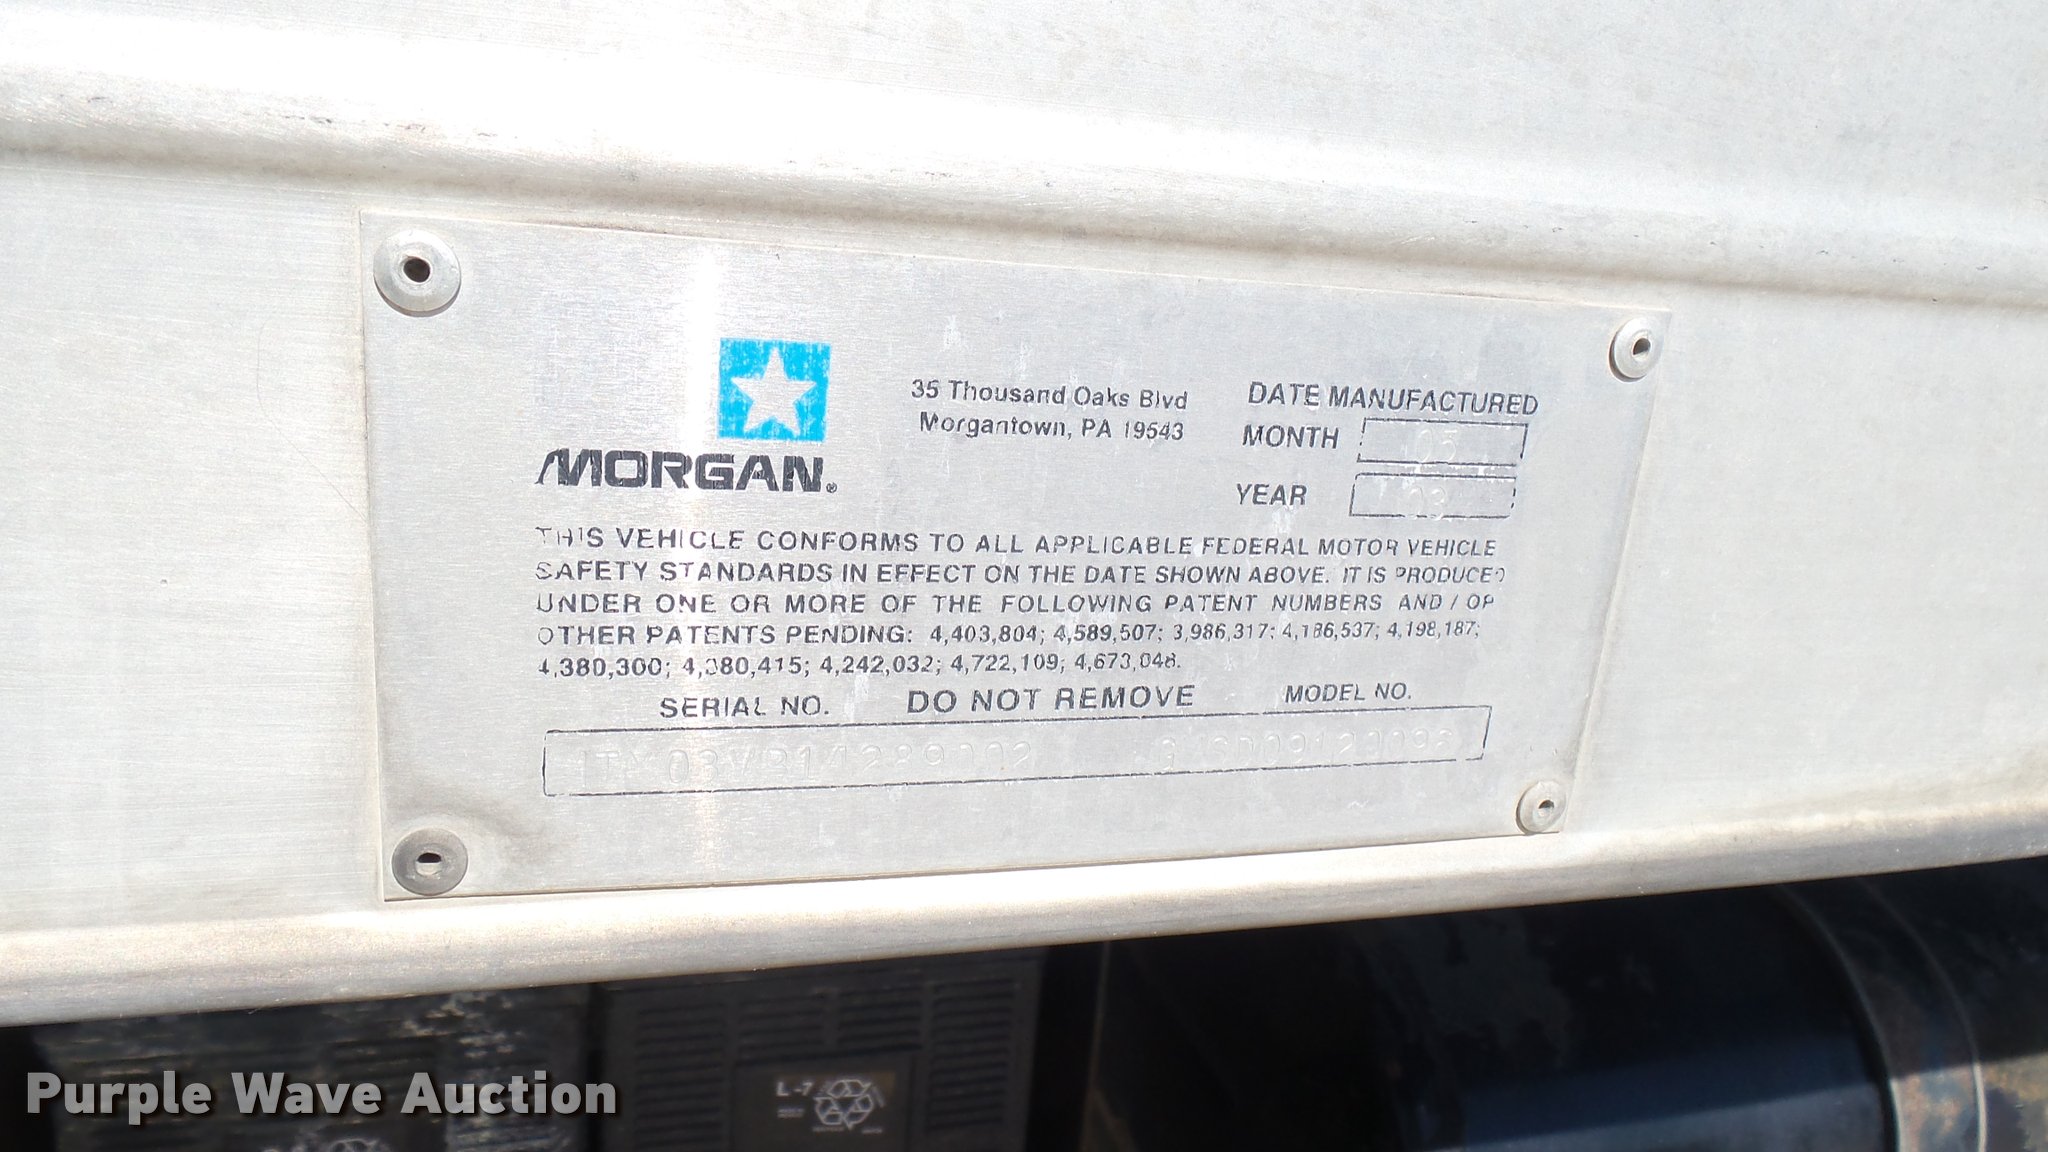 MORGAN®
35 Thousand Oaks Blvd
Morgantown, PA 19543
DATE MANUFACTURED
MONTH 05
YEAR 03
THIS VEHICLE CONFORMS TO ALL APPLICABLE FEDERAL MOTOR VEHICLE
SAFETY STANDARDS IN EFFECT ON THE DATE SHOWN ABOVE. IT IS PRODUCED
UNDER ONE OR MORE OF THE FOLLOWING PATENT NUMBERS AND / OR
OTHER PATENTS PENDING: 4,403,804; 4,589,507; 3,986,317; 4,186,537; 4,198,187;
4,380,300; 4,380,415; 4,242,032; 4,722,109; 4,673,048.
SERIAL NO. DO NOT REMOVE MODEL NO.
L-7
Purple Wave Auction